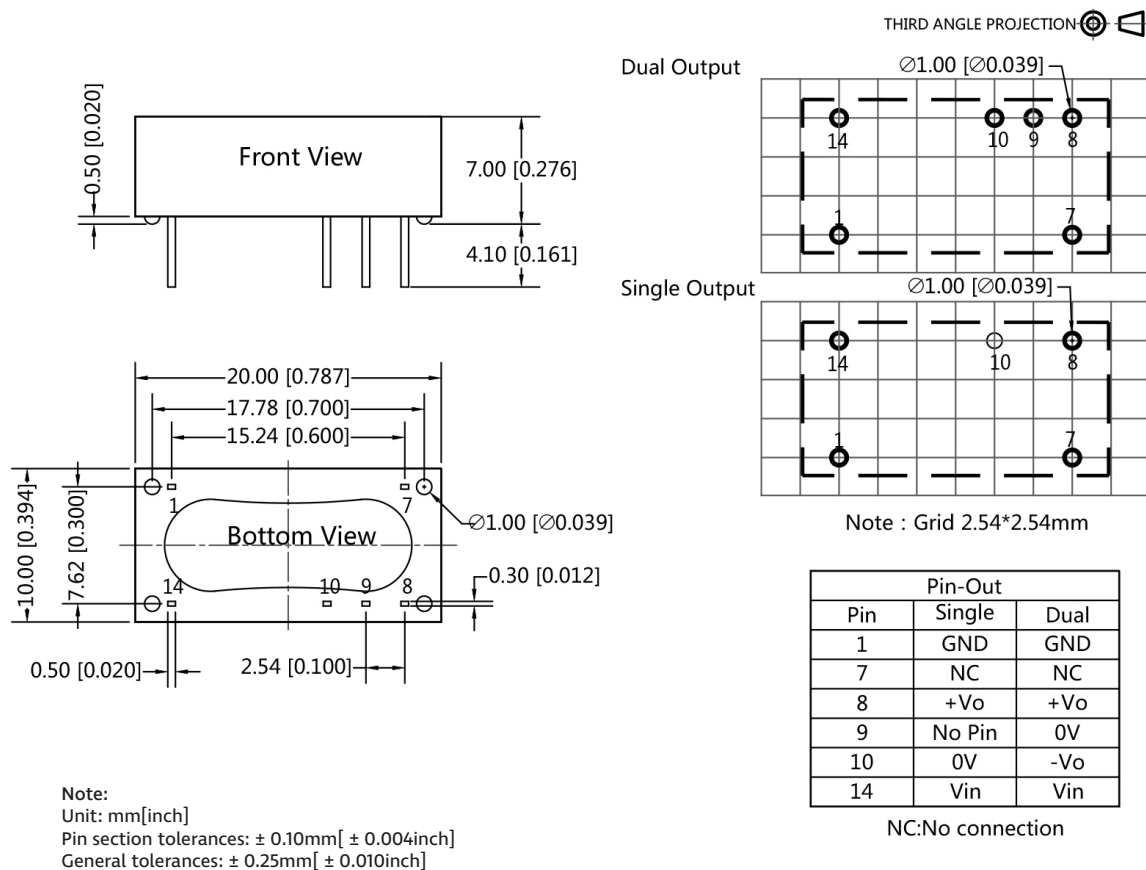 THIRD ANGLE PROJECTION
Dual Output
∅1.00 [∅0.039]
14
10
9
8
1
7
0.50 [0.020]
Front View
7.00 [0.276]
4.10 [0.161]
Single Output
∅1.00 [∅0.039]
14
10
8
1
7
Note : Grid 2.54*2.54mm
20.00 [0.787]
17.78 [0.700]
15.24 [0.600]
10.00 [0.394]
7.62 [0.300]
1
7
Bottom View
∅1.00 [∅0.039]
14
10
9
8
0.30 [0.012]
0.50 [0.020]
2.54 [0.100]
Pin-Out
Pin Single Dual
1 GND GND
7 NC NC
8 +Vo +Vo
9 No Pin 0V
10 0V -Vo
14 Vin Vin
NC:No connection
Note:
Unit: mm[inch]
Pin section tolerances: ± 0.10mm[ ± 0.004inch]
General tolerances: ± 0.25mm[ ± 0.010inch]